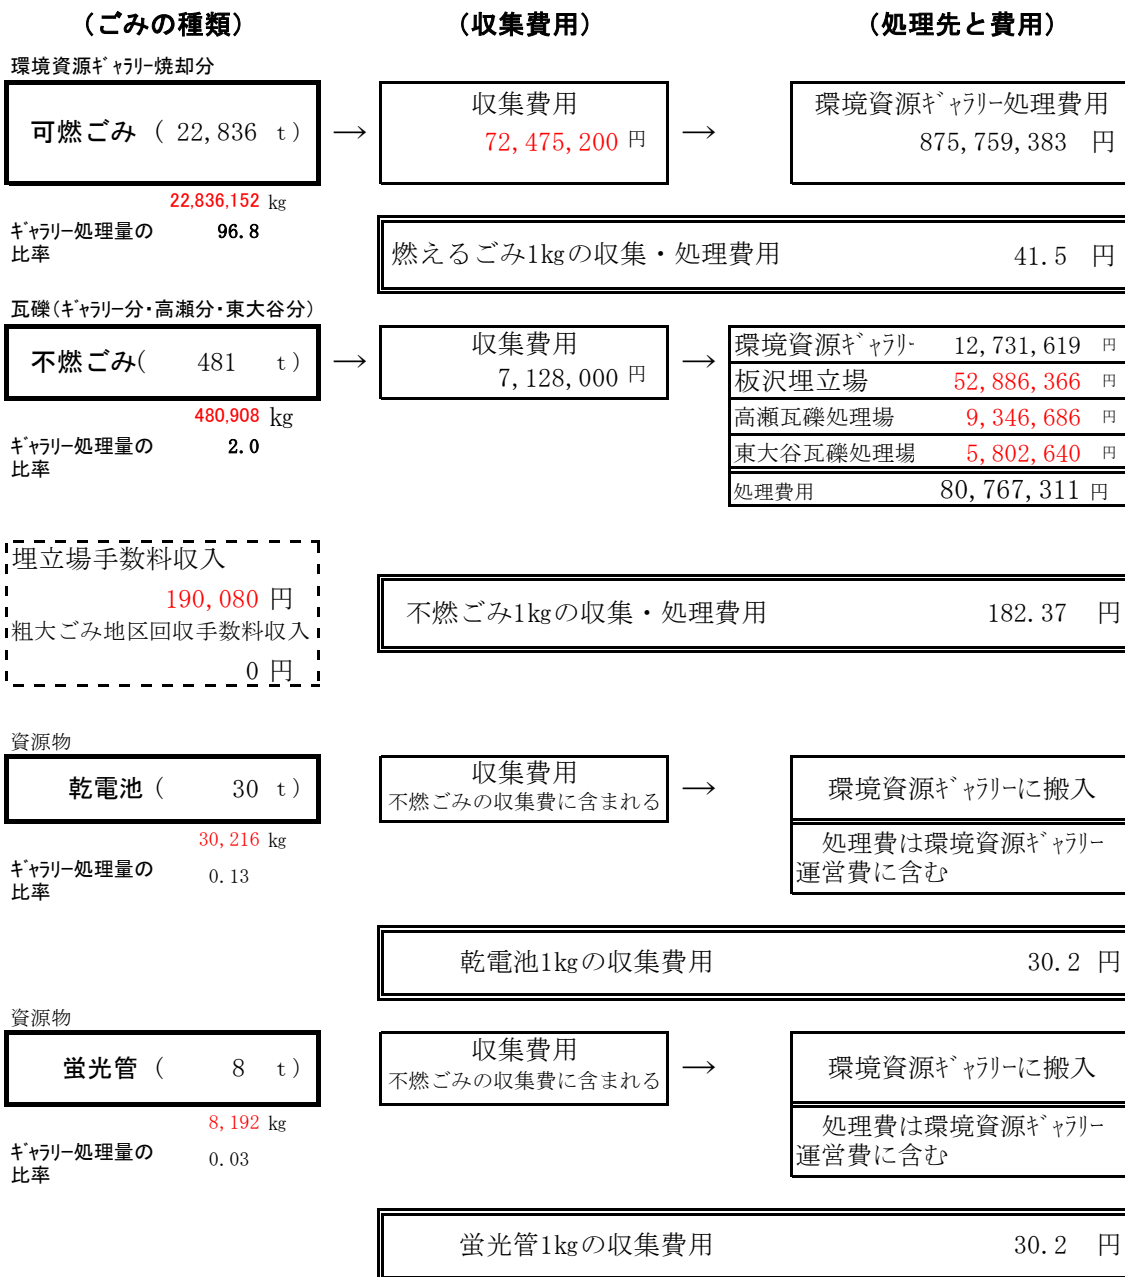 （ごみの種類） （収集費用） （処理先と費用）
環境資源ｷﾞｬﾗﾘｰ焼却分
可燃ごみ （ 22,836 t） → 収集費用 72,475,200 円 → 環境資源ｷﾞｬﾗﾘｰ処理費用 875,759,383 円
22,836,152 kg
ｷﾞｬﾗﾘｰ処理量の比率 96.8
燃えるごみ1㎏の収集・処理費用 41.5 円
瓦礫（ｷﾞｬﾗﾘｰ分・高瀬分・東大谷分）
不燃ごみ( 481 t） → 収集費用 7,128,000 円 →
環境資源ｷﾞｬﾗﾘｰ 12,731,619 円
板沢埋立場 52,886,366 円
高瀬瓦礫処理場 9,346,686 円
東大谷瓦礫処理場 5,802,640 円
処理費用 80,767,311 円
480,908 kg
ｷﾞｬﾗﾘｰ処理量の比率 2.0
埋立場手数料収入
190,080 円
粗大ごみ地区回収手数料収入
0 円
不燃ごみ1㎏の収集・処理費用 182.37 円
資源物
乾電池 （ 30 t） 収集費用 不燃ごみの収集費に含まれる → 環境資源ｷﾞｬﾗﾘｰに搬入
処理費は環境資源ｷﾞｬﾗﾘｰ
運営費に含む
30,216 kg
ｷﾞｬﾗﾘｰ処理量の比率 0.13
乾電池1㎏の収集費用 30.2 円
資源物
蛍光管 （ 8 t） 収集費用 不燃ごみの収集費に含まれる → 環境資源ｷﾞｬﾗﾘｰに搬入
処理費は環境資源ｷﾞｬﾗﾘｰ
運営費に含む
8,192 kg
ｷﾞｬﾗﾘｰ処理量の比率 0.03
蛍光管1㎏の収集費用 30.2 円